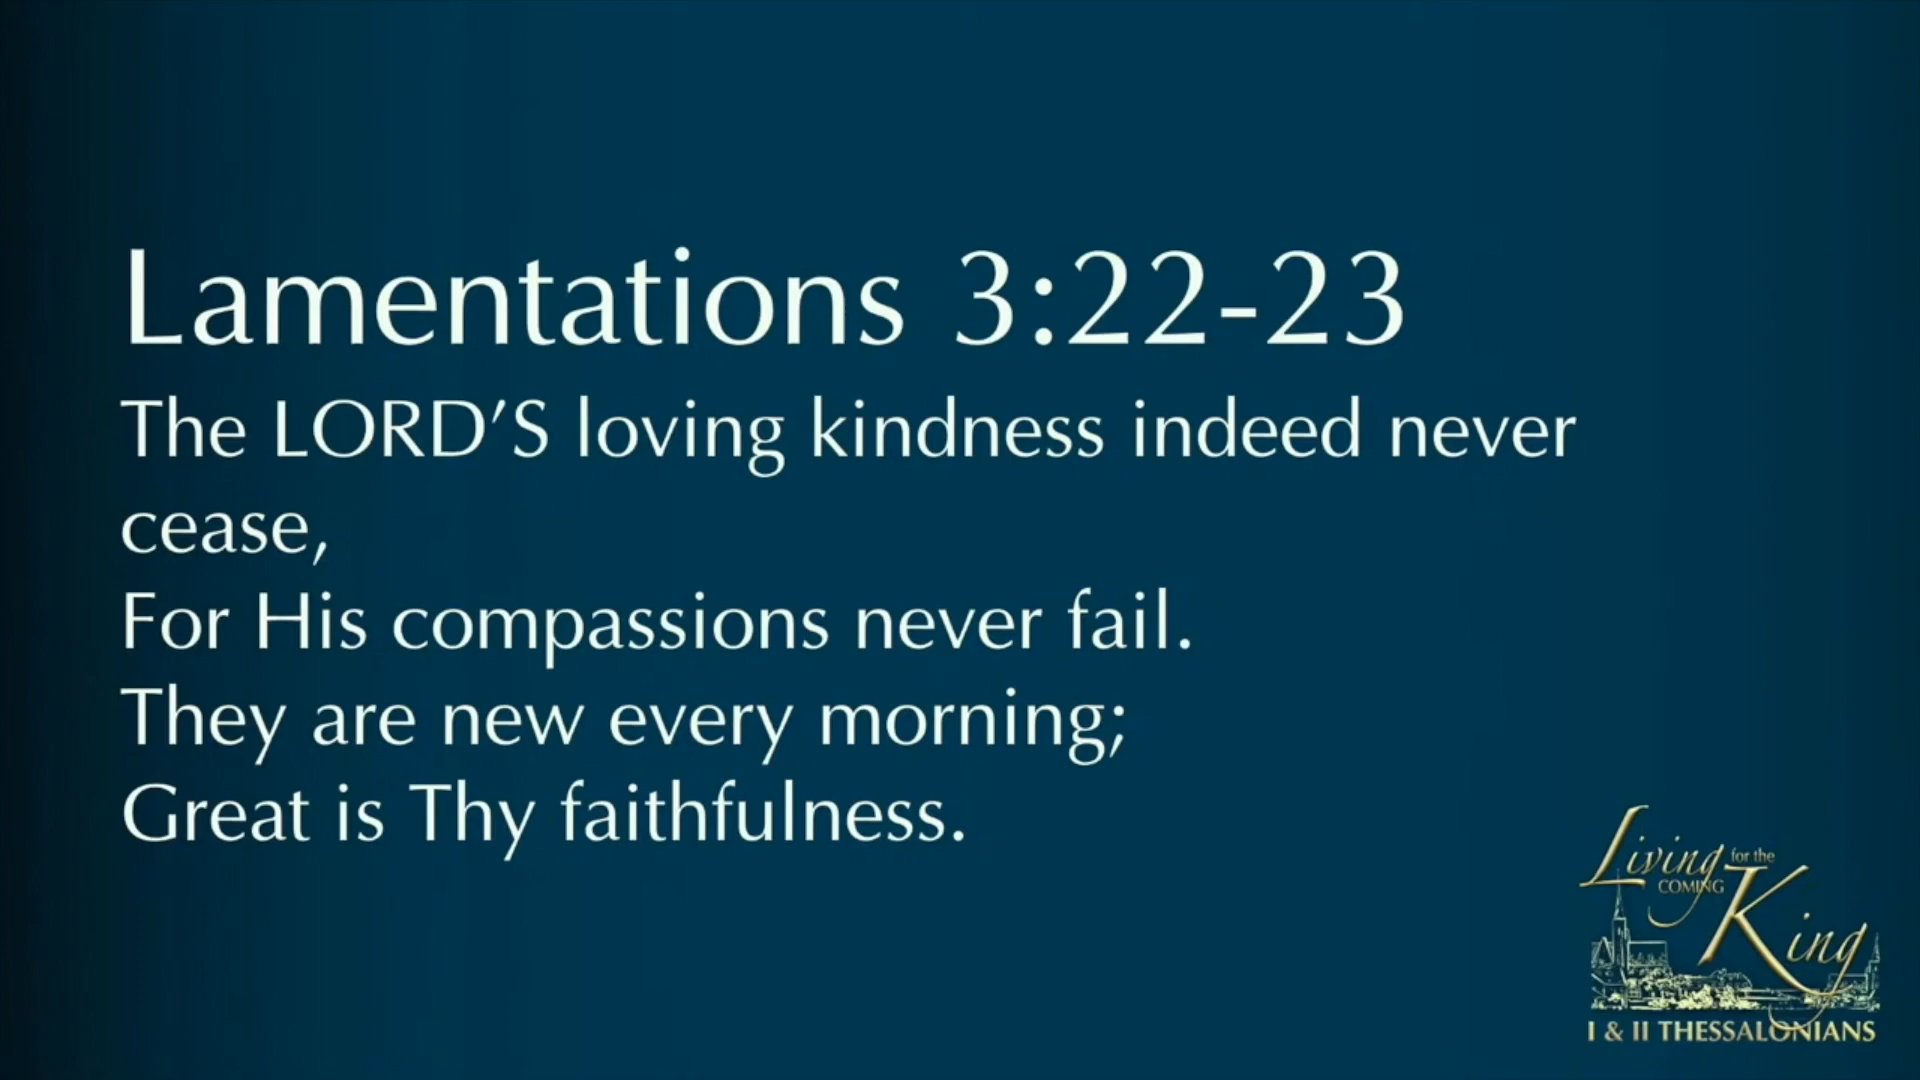 Lamentations 3:22-23
The LORD’S loving kindness indeed never
cease,
For His compassions never fail.
They are new every morning;
Great is Thy faithfulness.
Living for the
COMING King
I & II THESSALONIANS